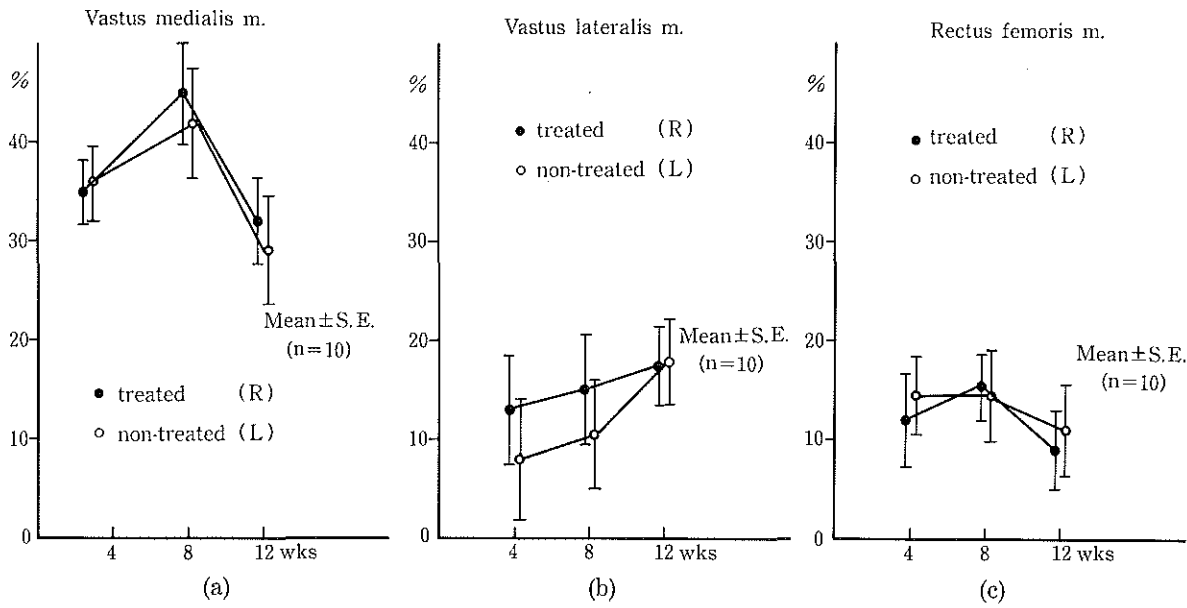 Vastus medialis m.
%
40
30
20
10
0
4
8
12 wks
Mean±S.E.
(n=10)
● treated (R)
○ non-treated (L)
(a)
Vastus lateralis m.
%
40
30
20
10
0
4
8
12 wks
● treated (R)
○ non-treated (L)
Mean±S.E.
(n=10)
(b)
Rectus femoris m.
%
40
30
20
10
0
4
8
12 wks
● treated (R)
○ non-treated (L)
Mean±S.E.
(n=10)
(c)